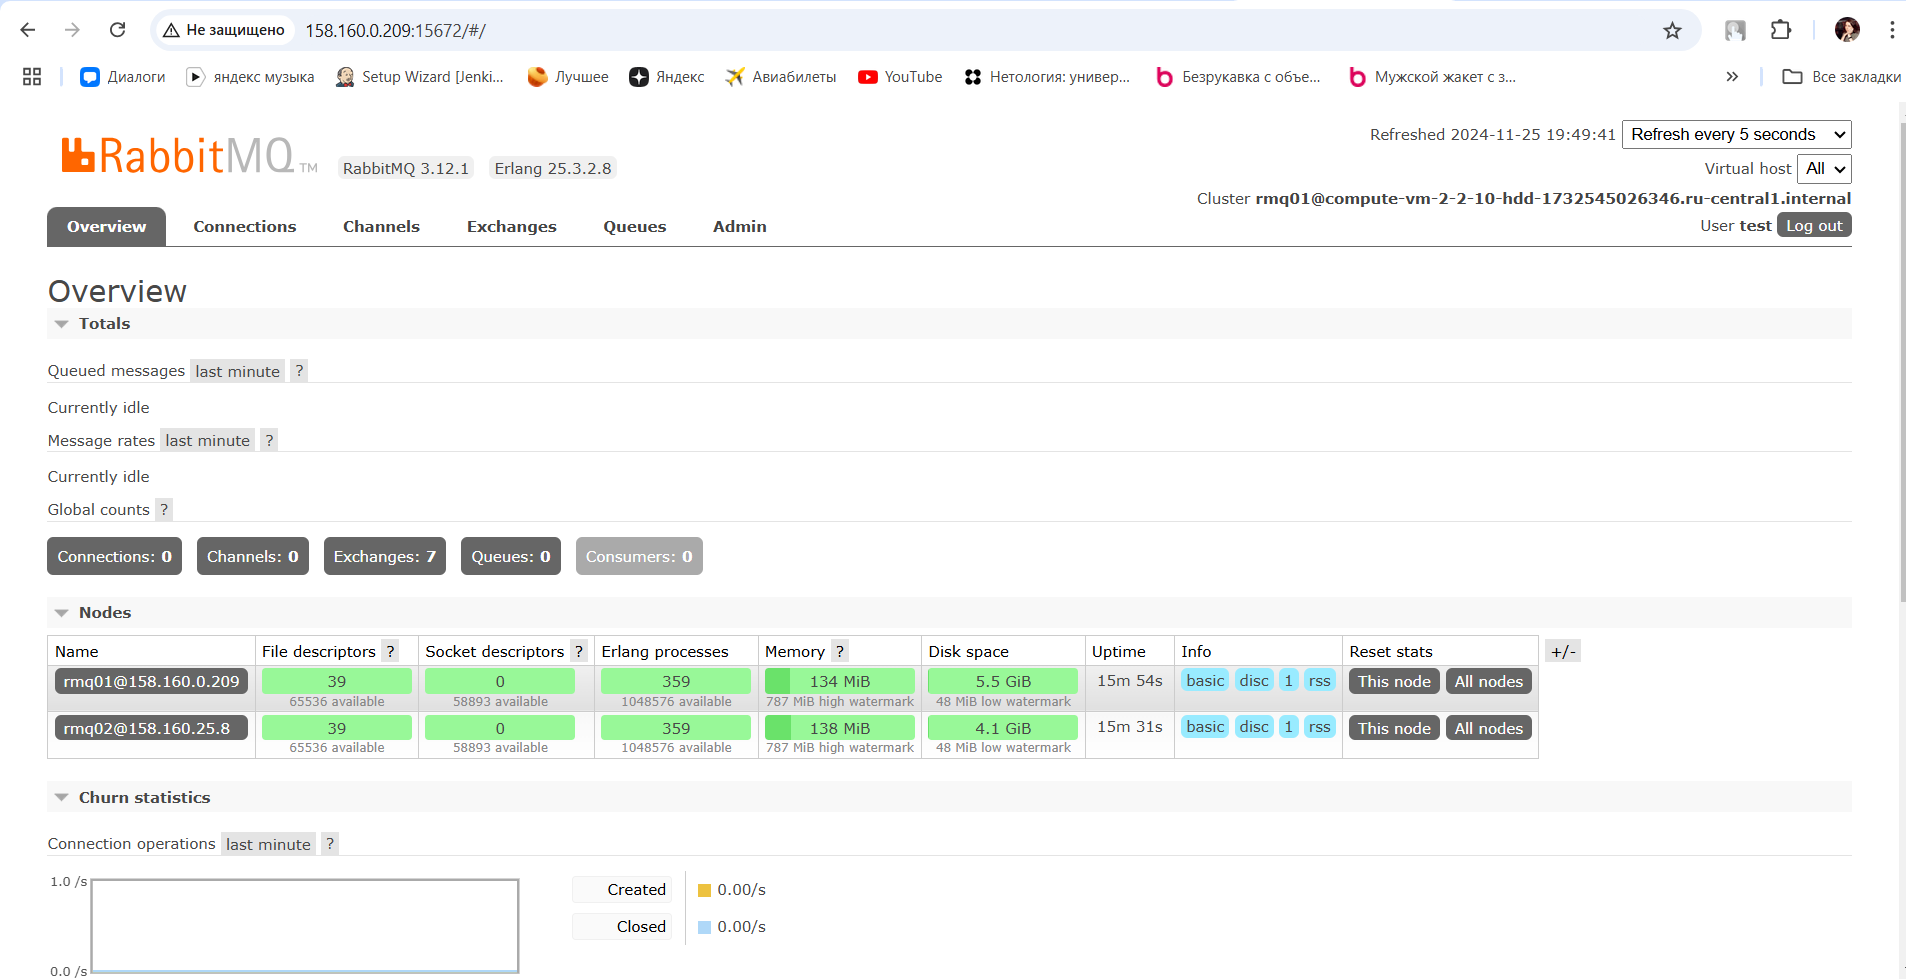 Не защищено 158.160.0.209:15672/#/
Диалоги яндекс музыка Setup Wizard [Jenki... Лучшее Яндекс Авиабилеты YouTube Нетология: универ... Безрукавка с объе... Мужской жакет с з... » Все закладки
RabbitMQ TM RabbitMQ 3.12.1 Erlang 25.3.2.8
Refreshed 2024-11-25 19:49:41 Refresh every 5 seconds
Virtual host All
Cluster rmq01@compute-vm-2-2-10-hdd-1732545026346.ru-central1.internal
User test Log out
Overview Connections Channels Exchanges Queues Admin
Overview
Totals
Queued messages last minute ?
Currently idle
Message rates last minute ?
Currently idle
Global counts ?
Connections: 0 Channels: 0 Exchanges: 7 Queues: 0 Consumers: 0
Nodes
Name File descriptors ? Socket descriptors ? Erlang processes Memory ? Disk space Uptime Info Reset stats +/-
rmq01@158.160.0.209 39 0 359 134 MiB 5.5 GiB 15m 54s basic disc 1 rss This node All nodes
65536 available 58893 available 1048576 available 787 MiB high watermark 48 MiB low watermark
rmq02@158.160.25.8 39 0 359 138 MiB 4.1 GiB 15m 31s basic disc 1 rss This node All nodes
65536 available 58893 available 1048576 available 787 MiB high watermark 48 MiB low watermark
Churn statistics
Connection operations last minute ?
1.0 /s
Created 0.00/s
Closed 0.00/s
0.0 /s